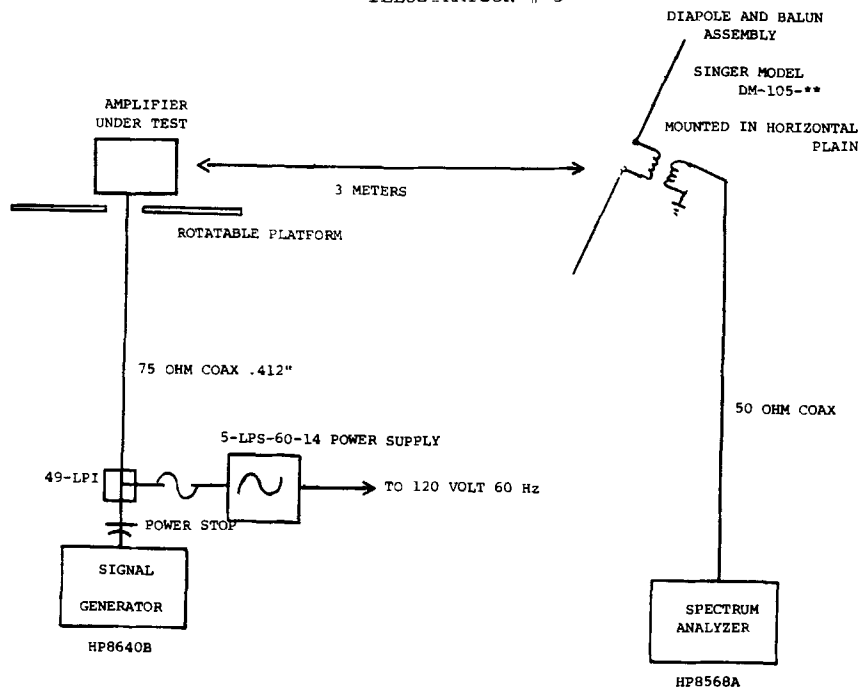 DIAPOLE AND BALUN
ASSEMBLY
SINGER MODEL
DM-105-**
MOUNTED IN HORIZONTAL
PLAIN
AMPLIFIER
UNDER TEST
3 METERS
ROTATABLE PLATFORM
75 OHM COAX .412"
50 OHM COAX
5-LPS-60-14 POWER SUPPLY
49-LPI
TO 120 VOLT 60 Hz
POWER STOP
SIGNAL
GENERATOR
HP8640B
SPECTRUM
ANALYZER
HP8568A